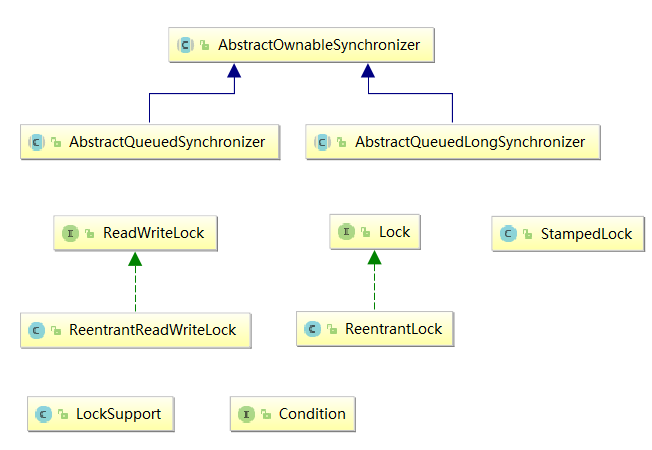 C AbstractOwnableSynchronizer
C AbstractQueuedSynchronizer
C AbstractQueuedLongSynchronizer
I ReadWriteLock
I Lock
C StampedLock
C ReentrantReadWriteLock
C ReentrantLock
C LockSupport
I Condition